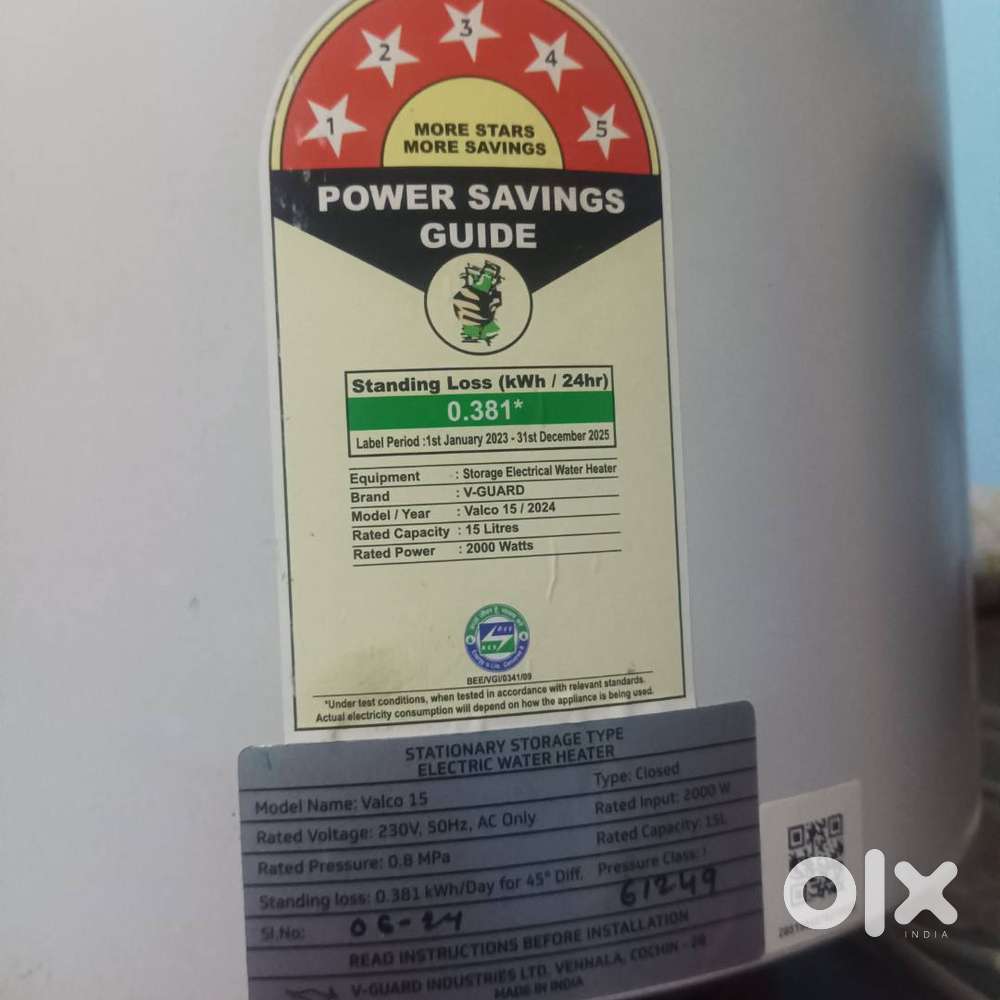 1 2 3 4 5
MORE STARS
MORE SAVINGS
POWER SAVINGS
GUIDE
Standing Loss (kWh / 24hr)
0.381*
Label Period :1st January 2023 - 31st December 2025
Equipment : Storage Electrical Water Heater
Brand : V-GUARD
Model / Year : Valco 15 / 2024
Rated Capacity : 15 Litres
Rated Power : 2000 Watts
BEE
BEE/VGI/0341/09
*Under test conditions, when tested in accordance with relevant standards.
Actual electricity consumption will depend on how the appliance is being used.
STATIONARY STORAGE TYPE
ELECTRIC WATER HEATER
Model Name: Valco 15 Type: Closed
Rated Voltage: 230V, 50Hz, AC Only Rated Input: 2000 W
Rated Pressure: 0.8 MPa Rated Capacity: 15L
Standing loss: 0.381 kWh/Day for 45° Diff. Pressure Class:
Sl.No: 06-24 61249
READ INSTRUCTIONS BEFORE INSTALLATION
V-GUARD INDUSTRIES LTD. VENNALA, COCHIN - 28
MADE IN INDIA
olx
INDIA